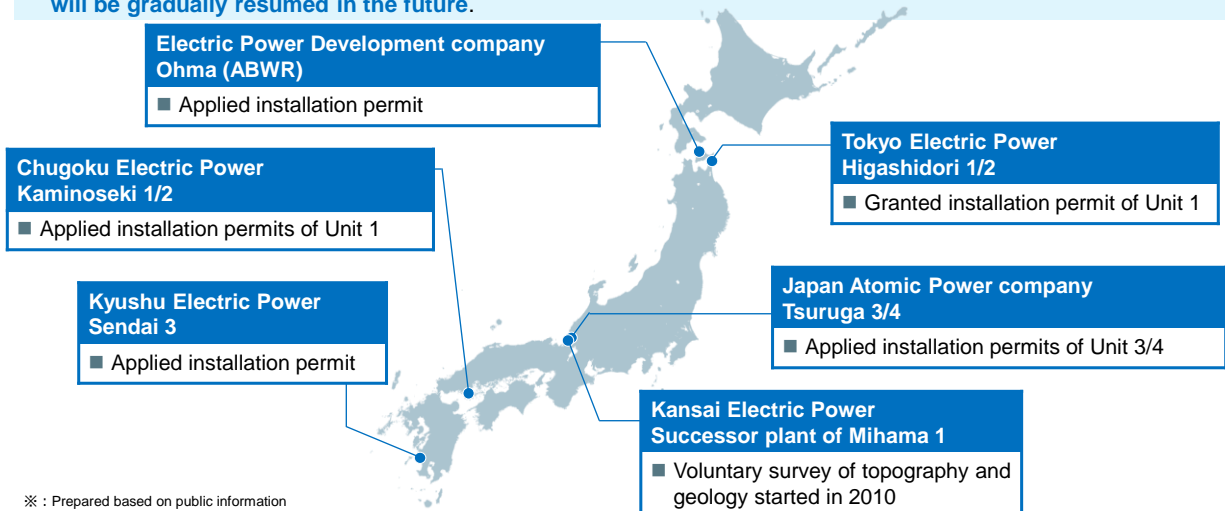 will be gradually resumed in the future.
Electric Power Development company
Ohma (ABWR)
■ Applied installation permit
Tokyo Electric Power
Higashidori 1/2
■ Granted installation permit of Unit 1
Chugoku Electric Power
Kaminoseki 1/2
■ Applied installation permits of Unit 1
Japan Atomic Power company
Tsuruga 3/4
■ Applied installation permits of Unit 3/4
Kyushu Electric Power
Sendai 3
■ Applied installation permit
Kansai Electric Power
Successor plant of Mihama 1
■ Voluntary survey of topography and
geology started in 2010
※ : Prepared based on public information